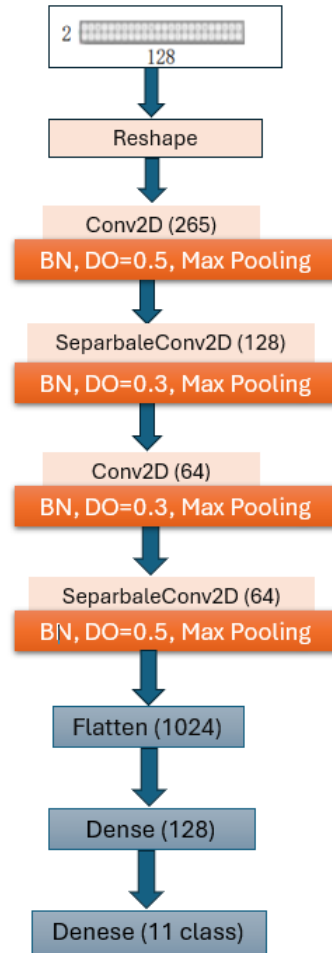 2
128
Reshape
Conv2D (265)
BN, DO=0.5, Max Pooling
SeparbaleConv2D (128)
BN, DO=0.3, Max Pooling
Conv2D (64)
BN, DO=0.3, Max Pooling
SeparbaleConv2D (64)
BN, DO=0.5, Max Pooling
Flatten (1024)
Dense (128)
Denese (11 class)